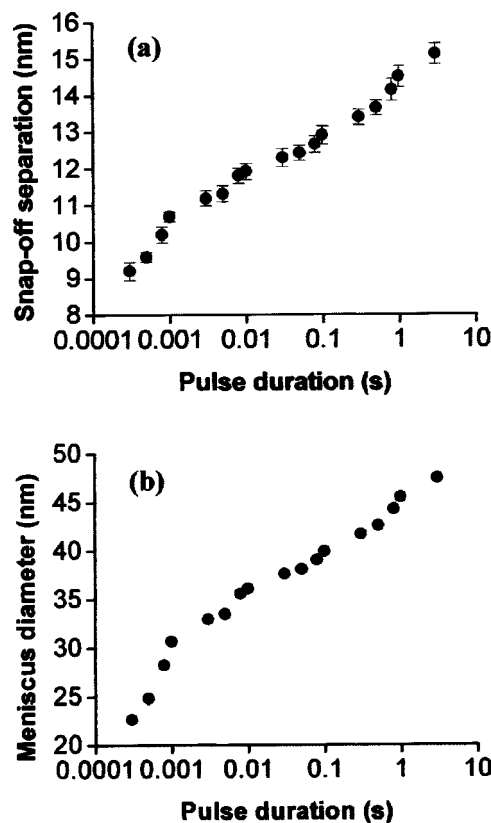 (a)
Snap-off separation (nm)
16
15
14
13
12
11
10
9
8
0.0001 0.001 0.01 0.1 1 10
Pulse duration (s)
(b)
Meniscus diameter (nm)
50
45
40
35
30
25
20
0.0001 0.001 0.01 0.1 1 10
Pulse duration (s)